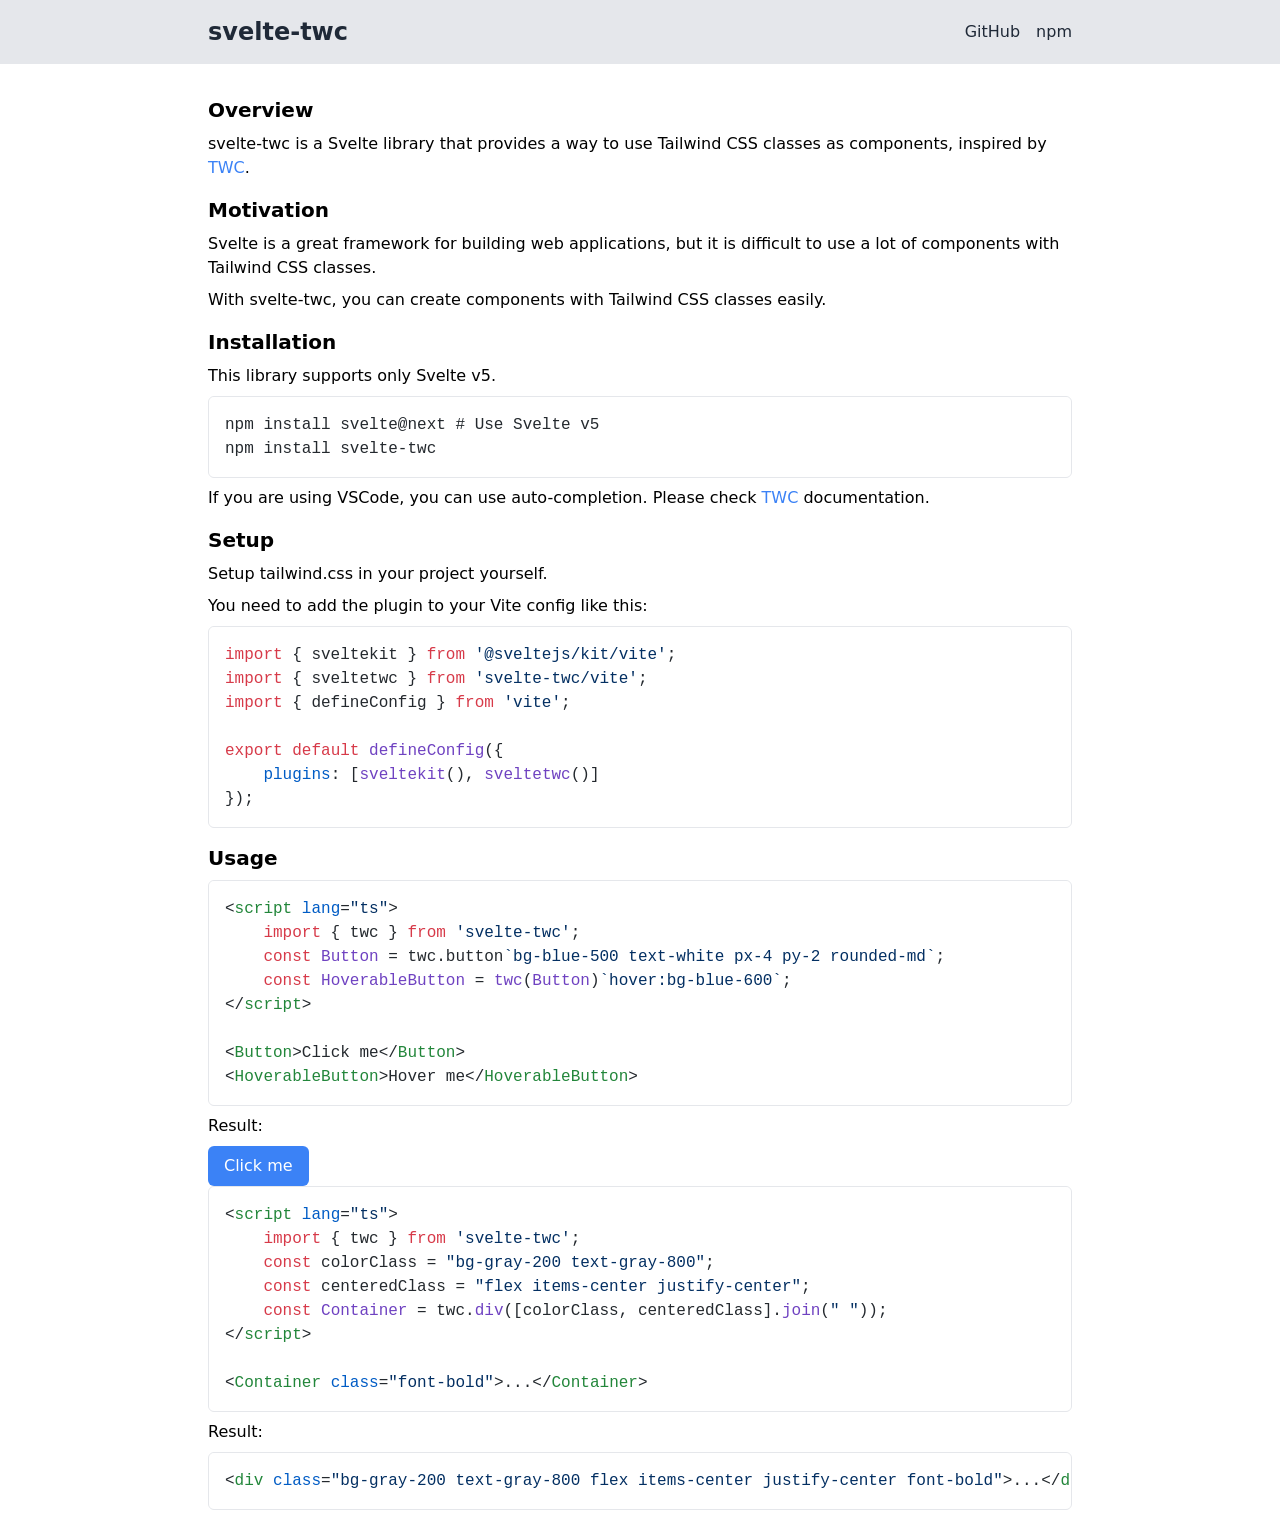 svelte-twc
GitHub npm
Overview
svelte-twc is a Svelte library that provides a way to use Tailwind CSS classes as components, inspired by
TWC.
Motivation
Svelte is a great framework for building web applications, but it is difficult to use a lot of components with
Tailwind CSS classes.
With svelte-twc, you can create components with Tailwind CSS classes easily.
Installation
This library supports only Svelte v5.
npm install svelte@next # Use Svelte v5
npm install svelte-twc
If you are using VSCode, you can use auto-completion. Please check TWC documentation.
Setup
Setup tailwind.css in your project yourself.
You need to add the plugin to your Vite config like this:
import { sveltekit } from '@sveltejs/kit/vite';
import { sveltetwc } from 'svelte-twc/vite';
import { defineConfig } from 'vite';
export default defineConfig({
    plugins: [sveltekit(), sveltetwc()]
});
Usage
<script lang="ts">
    import { twc } from 'svelte-twc';
    const Button = twc.button`bg-blue-500 text-white px-4 py-2 rounded-md`;
    const HoverableButton = twc(Button)`hover:bg-blue-600`;
</script>
<Button>Click me</Button>
<HoverableButton>Hover me</HoverableButton>
Result:
Click me
<script lang="ts">
    import { twc } from 'svelte-twc';
    const colorClass = "bg-gray-200 text-gray-800";
    const centeredClass = "flex items-center justify-center";
    const Container = twc.div([colorClass, centeredClass].join(" "));
</script>
<Container class="font-bold">...</Container>
Result:
<div class="bg-gray-200 text-gray-800 flex items-center justify-center font-bold">...</d